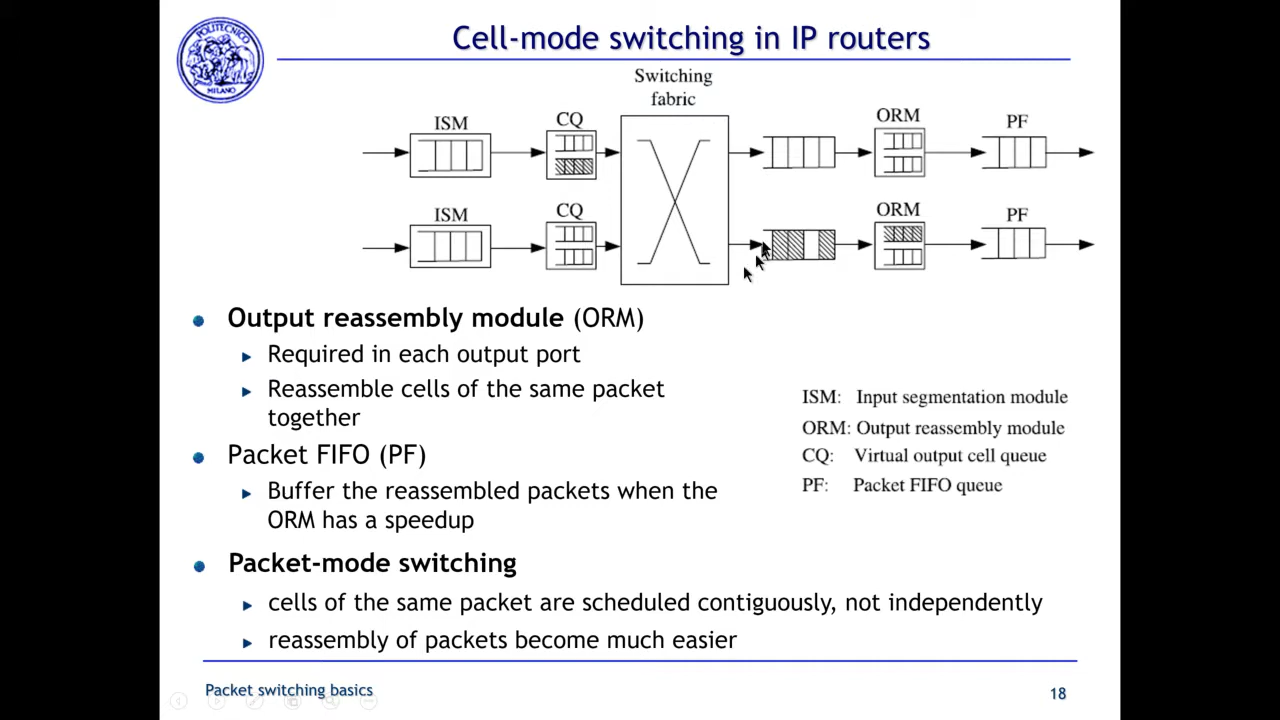 Cell-mode switching in IP routers
POLITECNICO
MILANO
Switching
fabric
ISM
CQ
ORM
PF
ISM
CQ
ORM
PF
Output reassembly module (ORM)
Required in each output port
Reassemble cells of the same packet
together
Packet FIFO (PF)
Buffer the reassembled packets when the
ORM has a speedup
ISM: Input segmentation module
ORM: Output reassembly module
CQ: Virtual output cell queue
PF: Packet FIFO queue
Packet-mode switching
cells of the same packet are scheduled contiguously, not independently
reassembly of packets become much easier
Packet switching basics
18